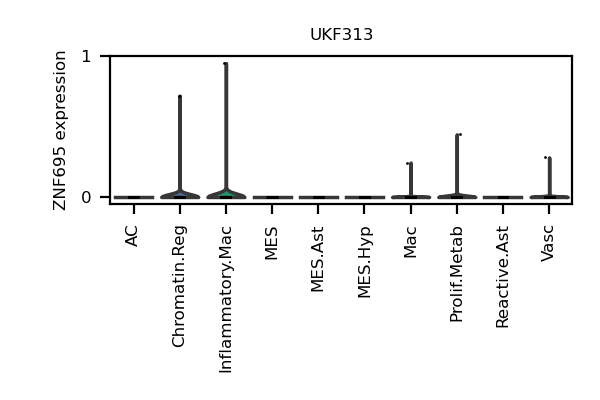 UKF313
ZNF695 expression
1
0
AC
Chromatin.Reg
Inflammatory.Mac
MES
MES.Ast
MES.Hyp
Mac
Prolif.Metab
Reactive.Ast
Vasc